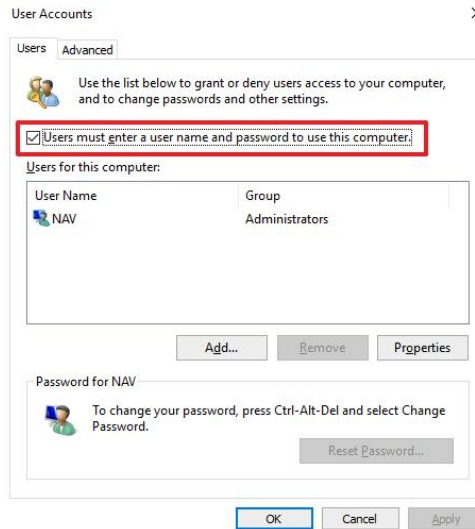 User Accounts
Users Advanced
Use the list below to grant or deny users access to your computer,
and to change passwords and other settings.
Users must enter a user name and password to use this computer.
Users for this computer:
User Name Group
NAV Administrators
Add... Remove Properties
Password for NAV
To change your password, press Ctrl-Alt-Del and select Change
Password.
Reset Password...
OK Cancel Apply